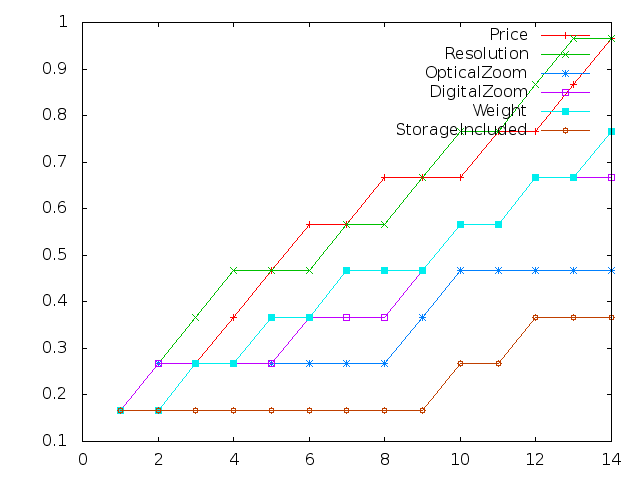 1
Price
Resolution
0.9
OpticalZoom
DigitalZoom
0.8
Weight
StorageIncluded
0.7
0.6
0.5
0.4
0.3
0.2
0.1
0 2 4 6 8 10 12 14